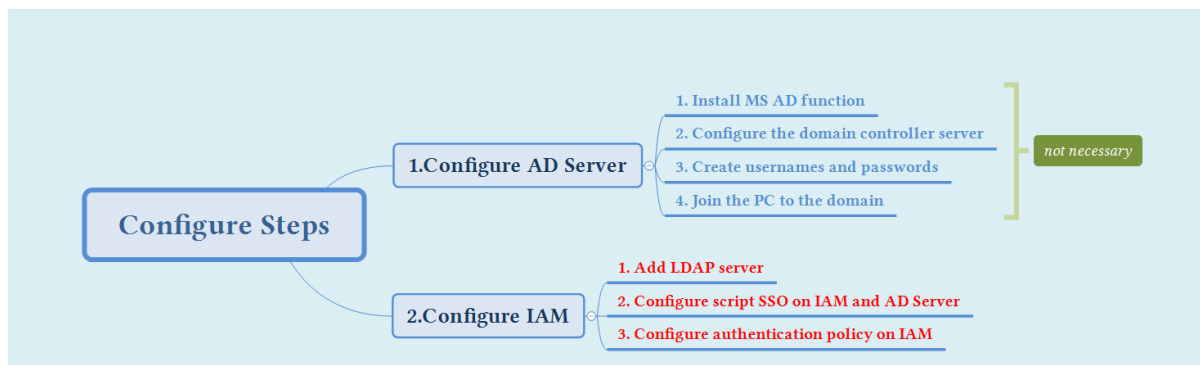 Configure Steps
1.Configure AD Server
1. Install MS AD function
2. Configure the domain controller server
3. Create usernames and passwords
4. Join the PC to the domain
not necessary
2.Configure IAM
1. Add LDAP server
2. Configure script SSO on IAM and AD Server
3. Configure authentication policy on IAM